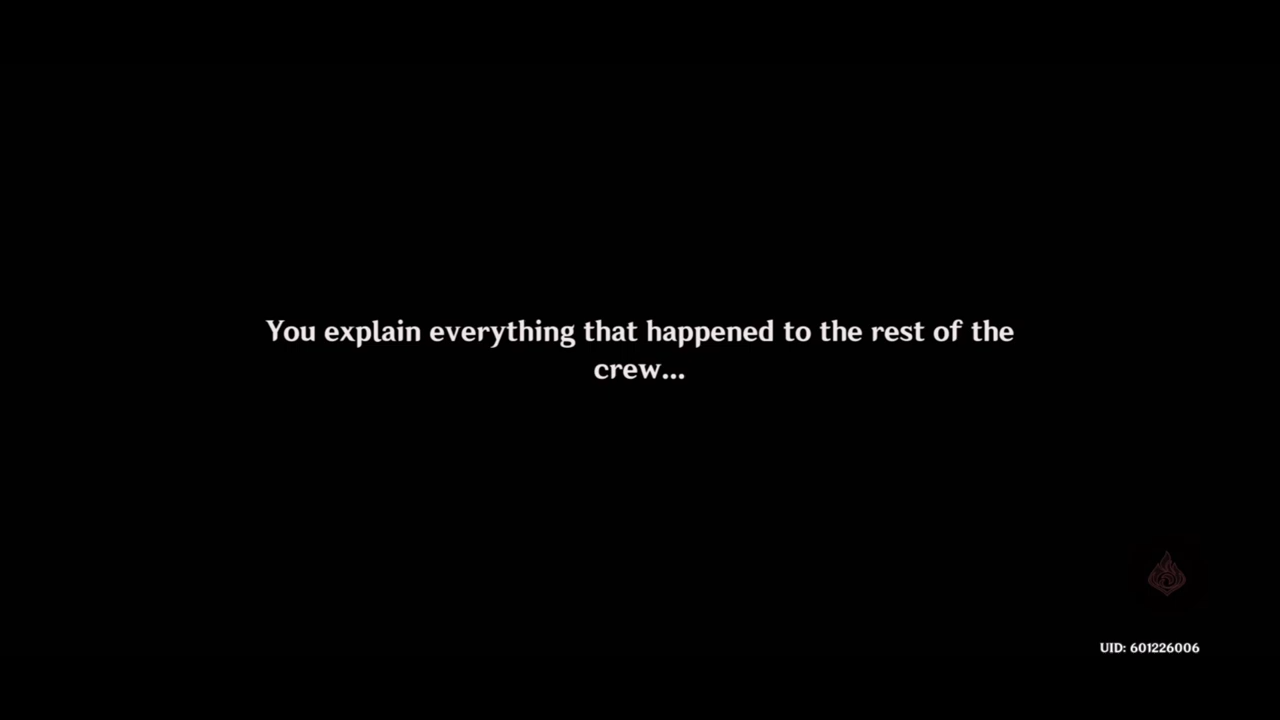 You explain everything that happened to the rest of the
crew...
UID: 601226006